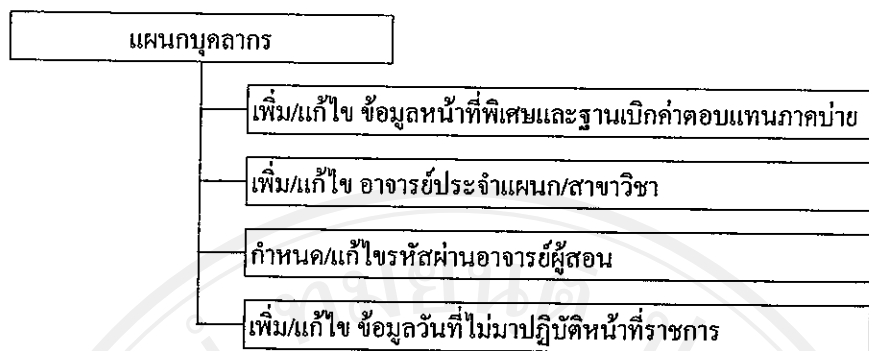 แผนกบุคลากร
เพิ่ม/แก้ไข ข้อมูลหน้าที่พิเศษและฐานเบิกค่าตอบแทนภาคบ่าย
เพิ่ม/แก้ไข อาจารย์ประจำแผนก/สาขาวิชา
กำหนด/แก้ไขรหัสผ่านอาจารย์ผู้สอน
เพิ่ม/แก้ไข ข้อมูลวันที่ไม่มาปฏิบัติหน้าที่ราชการ